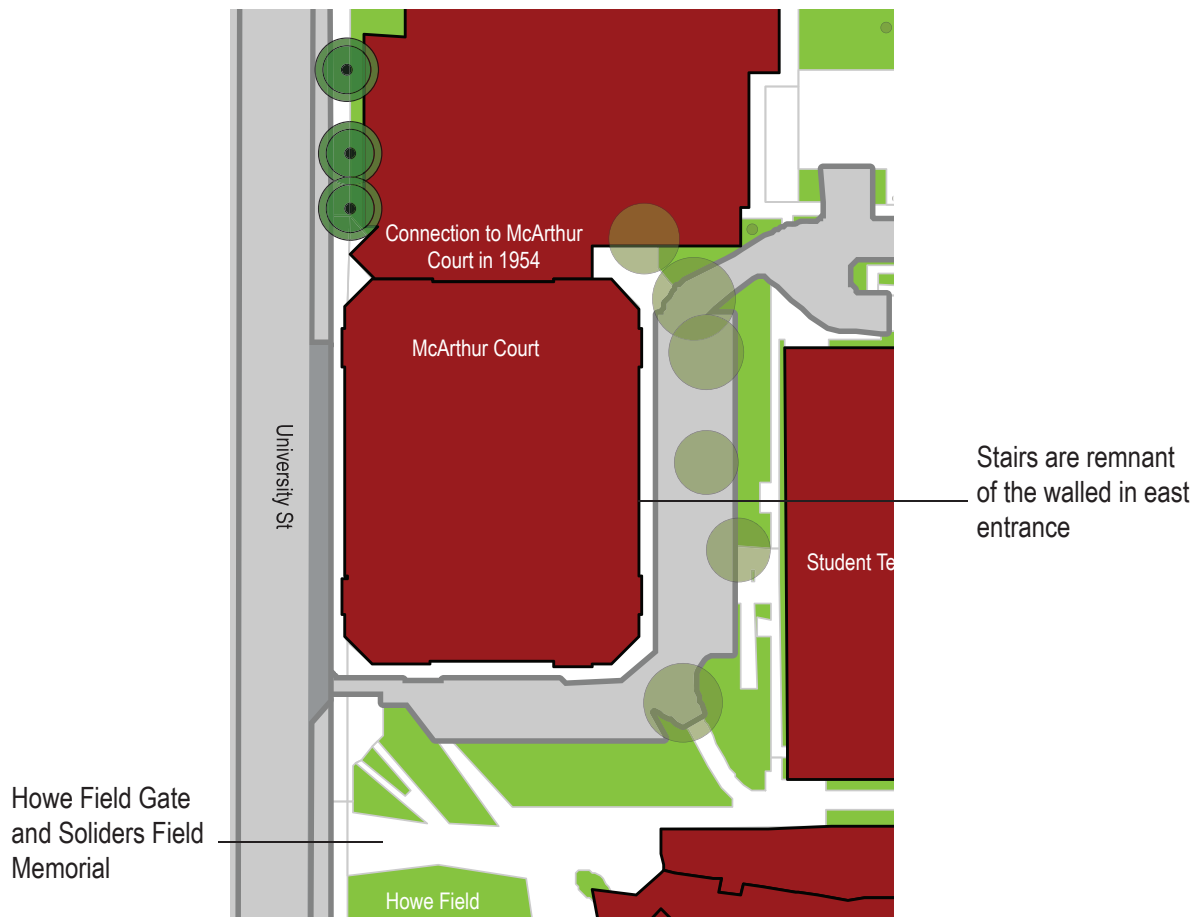 Connection to McArthur
Court in 1954
McArthur Court
University St
Stairs are remnant
of the walled in east
entrance
Student Te
Howe Field Gate
and Soliders Field
Memorial
Howe Field